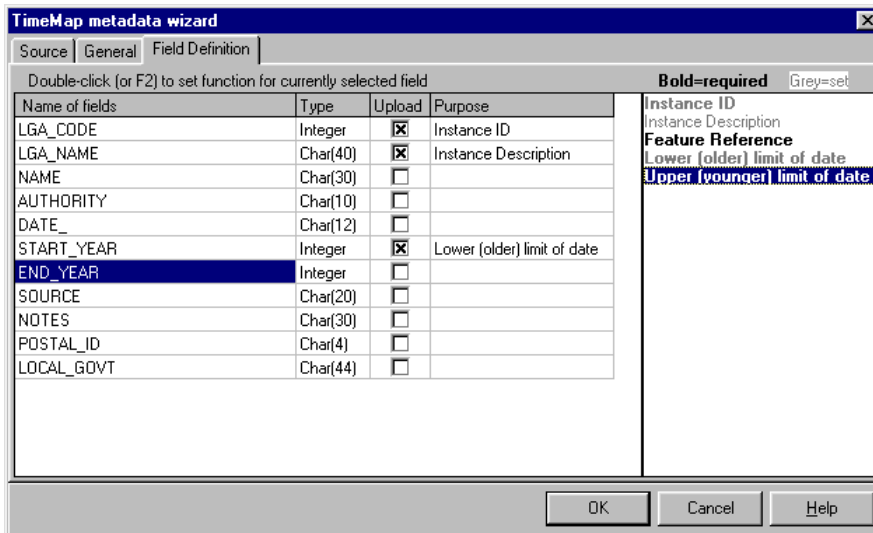 TimeMap metadata wizard
Source General Field Definition
Double-click (or F2) to set function for currently selected field Bold=required Grey=set
Name of fields Type Upload Purpose
LGA_CODE Integer Instance ID
LGA_NAME Char(40) Instance Description
NAME Char(30)
AUTHORITY Char(10)
DATE_ Char(12)
START_YEAR Integer Lower (older) limit of date
END_YEAR Integer
SOURCE Char(20)
NOTES Char(30)
POSTAL_ID Char(4)
LOCAL_GOVT Char(44)
Instance ID
Instance Description
Feature Reference
Lower (older) limit of date
Upper (younger) limit of date
OK Cancel Help